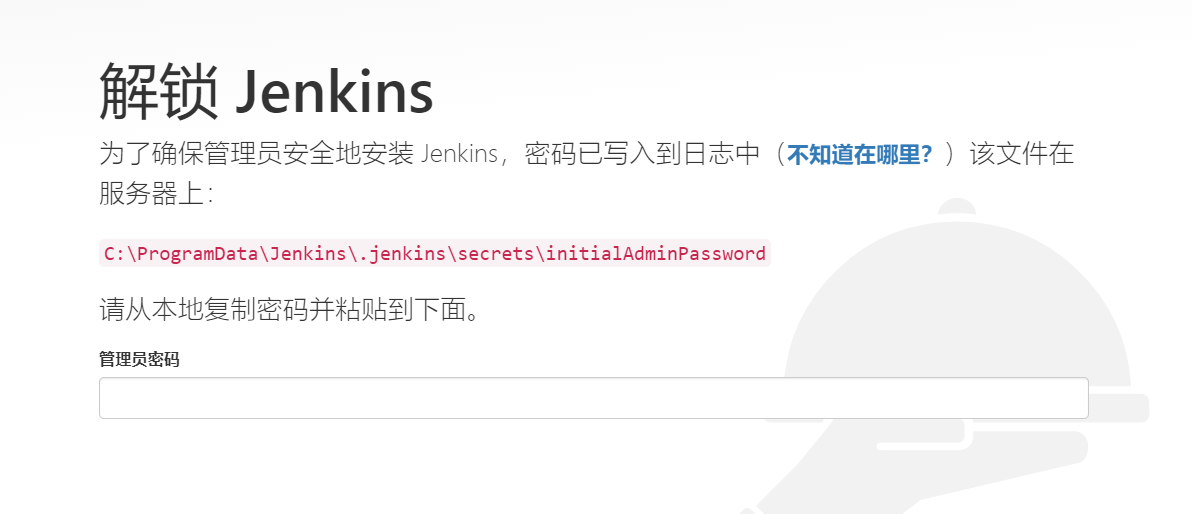 解锁 Jenkins
为了确保管理员安全地安装 Jenkins，密码已写入到日志中（不知道在哪里？）该文件在
服务器上：
C:\ProgramData\Jenkins\.jenkins\secrets\initialAdminPassword
请从本地复制密码并粘贴到下面。
管理员密码